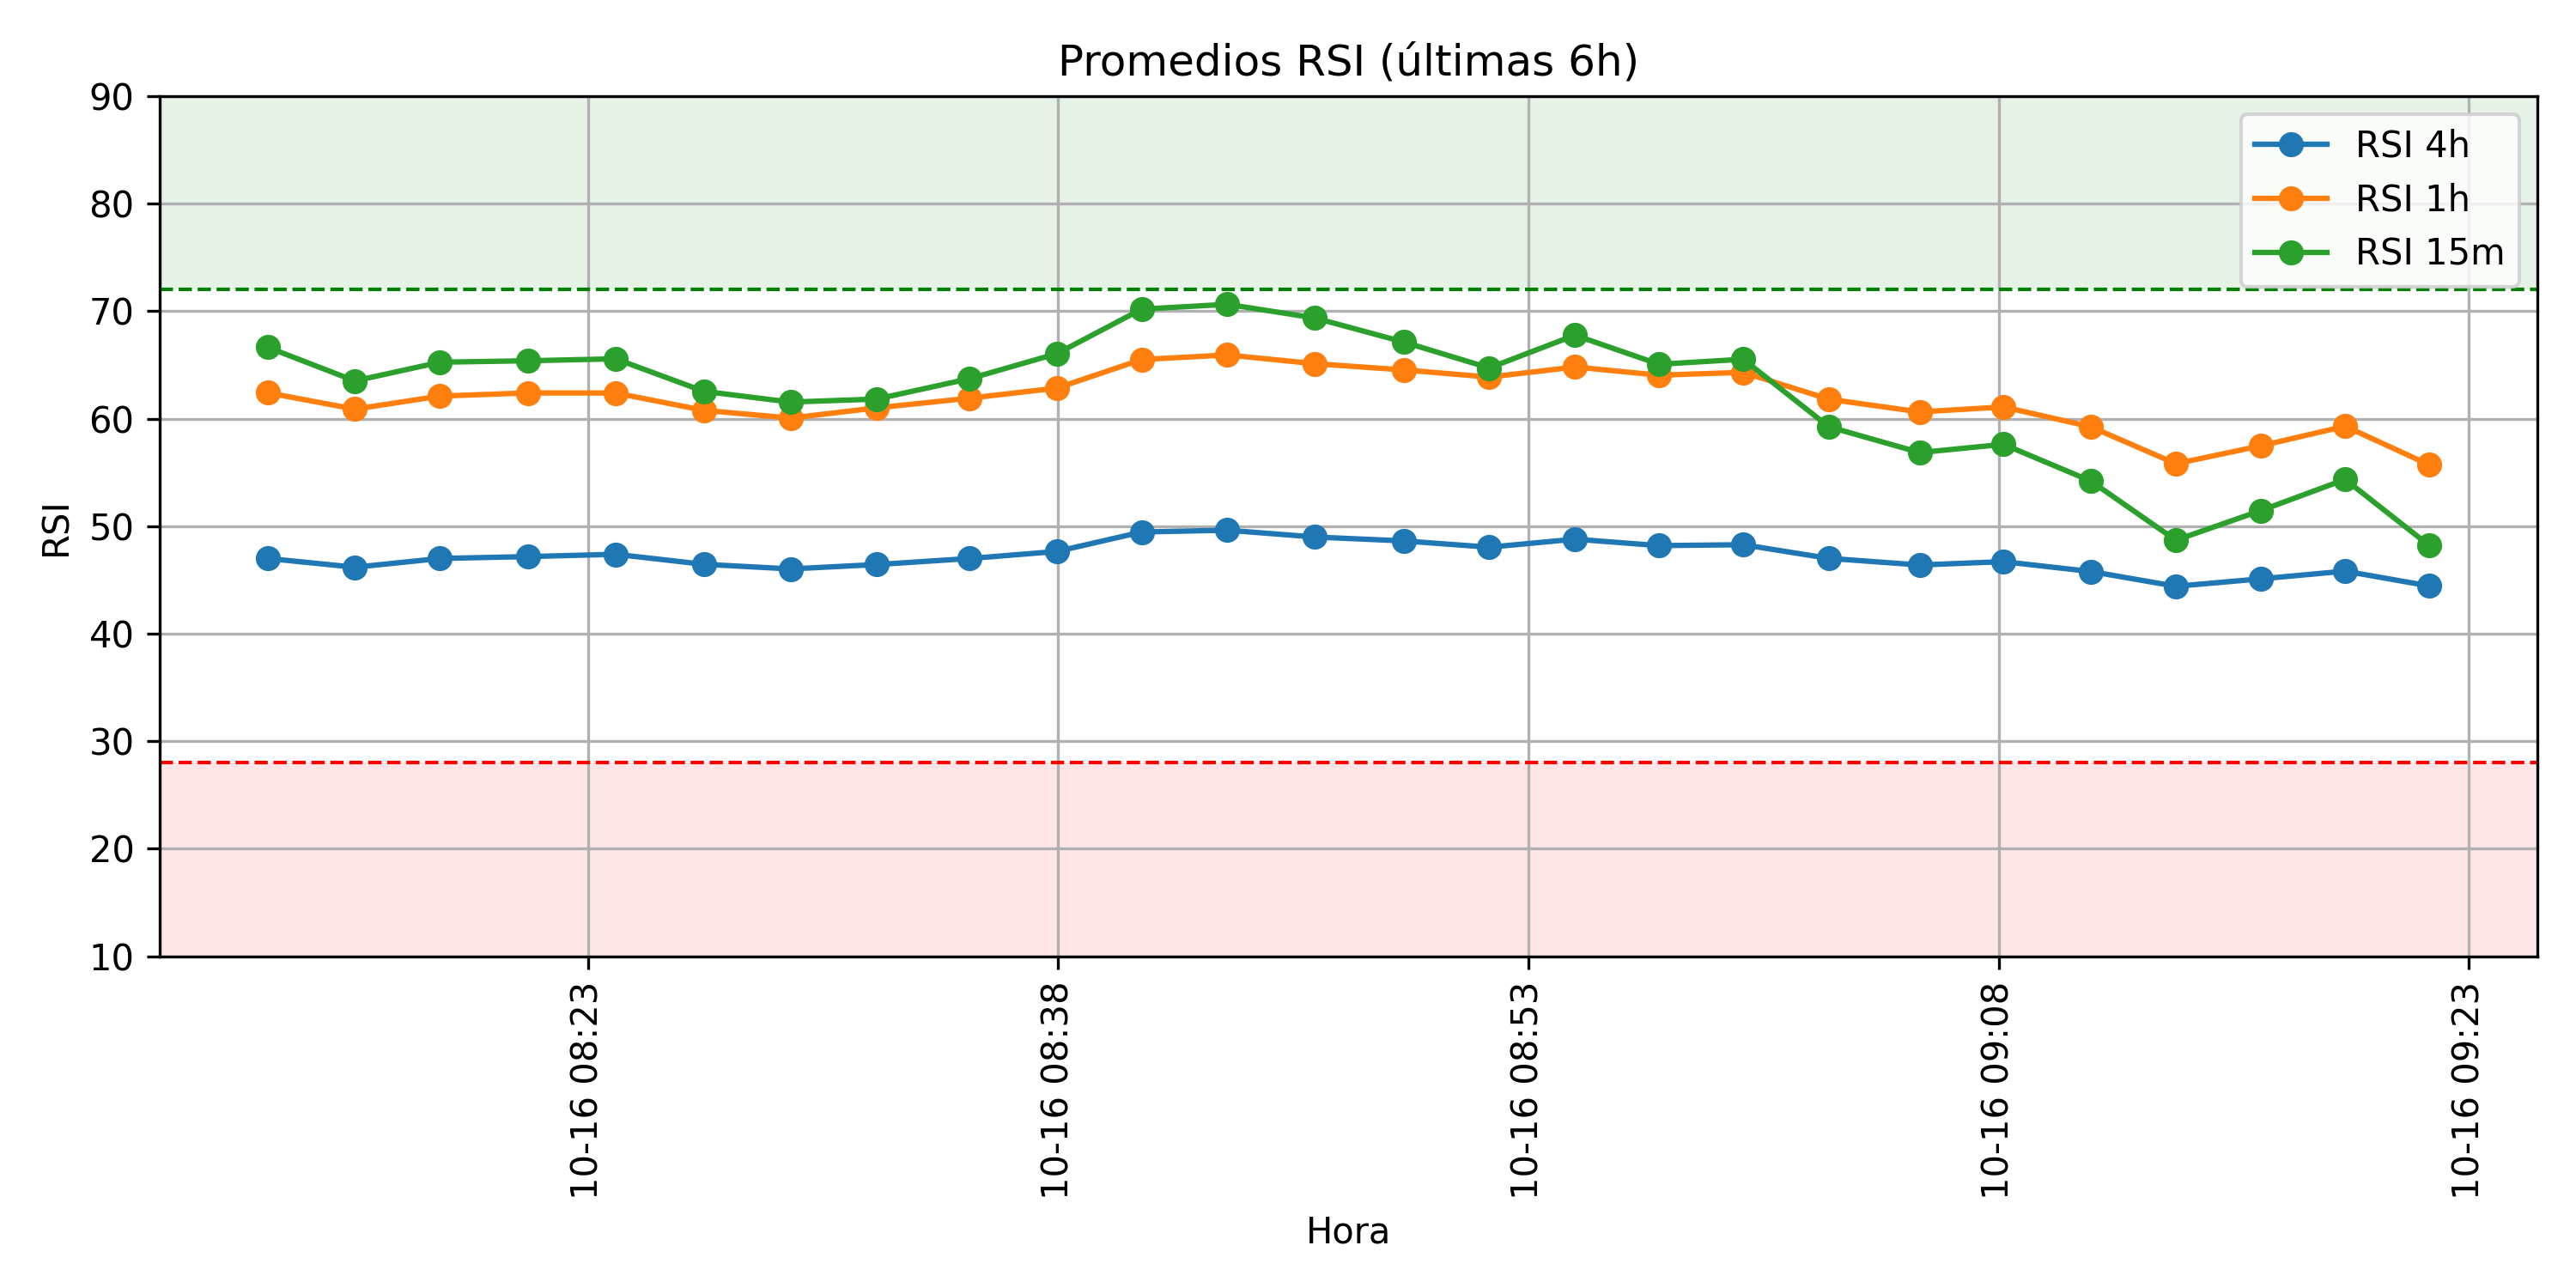 Promedios RSI (últimas 6h)
90
80
70
60
50
40
30
20
10
RSI
RSI 4h
RSI 1h
RSI 15m
10-16 08:23
10-16 08:38
10-16 08:53
10-16 09:08
10-16 09:23
Hora